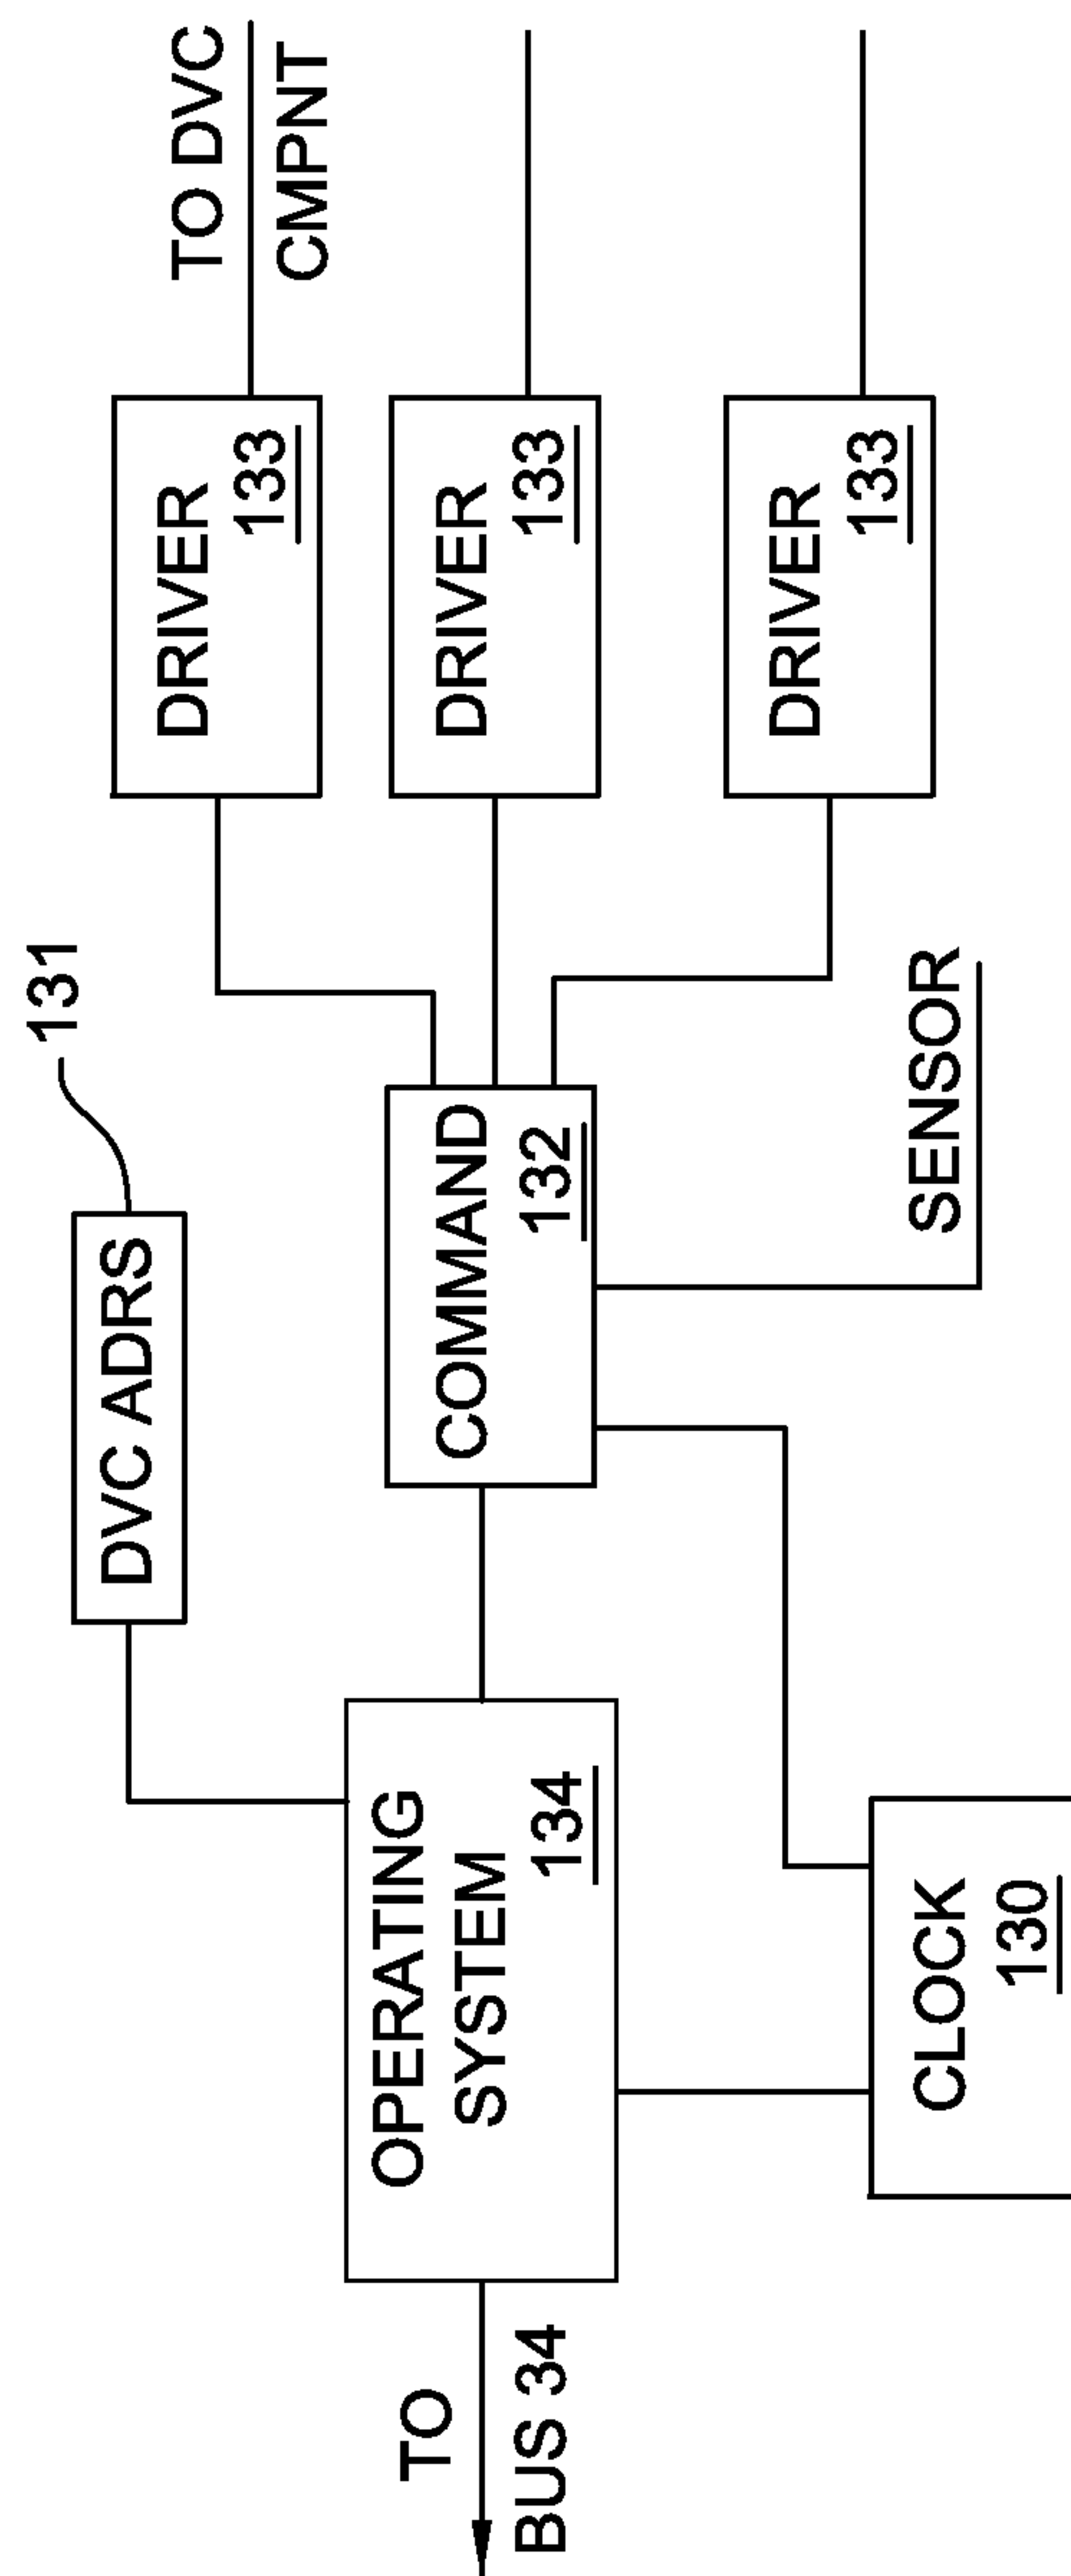 131
DVC ADRS
TO DVC
CMPNT
DRIVER
133
DRIVER
133
DRIVER
133
COMMAND
132
SENSOR
OPERATING
SYSTEM
134
TO
BUS 34
CLOCK
130